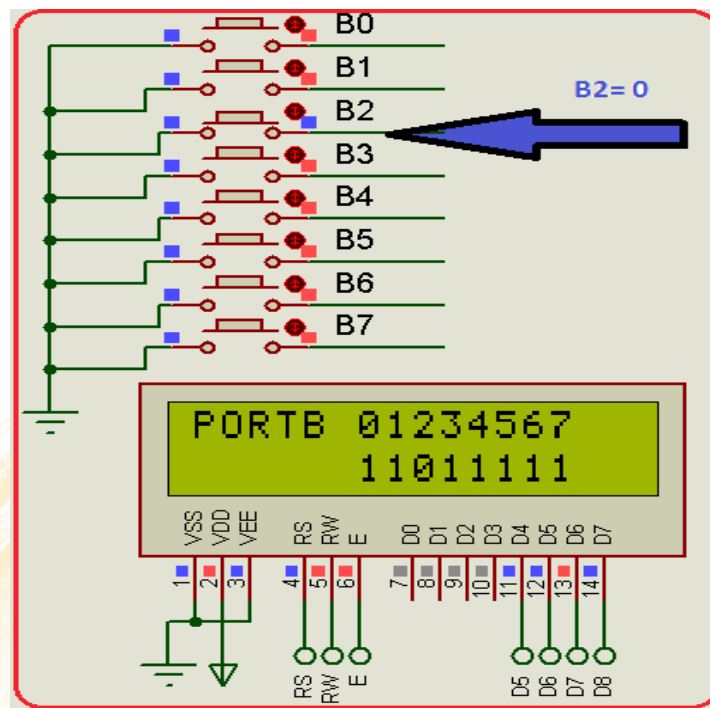 B0
B1
B2
B2= 0
B3
B4
B5
B6
B7
PORTB 01234567
11011111
VSS VDD VEE RS RW E D0 D1 D2 D3 D4 D5 D6 D7
1 2 3 4 5 6 7 8 9 10 11 12 13 14
RS RW E D5 D6 D7 D8